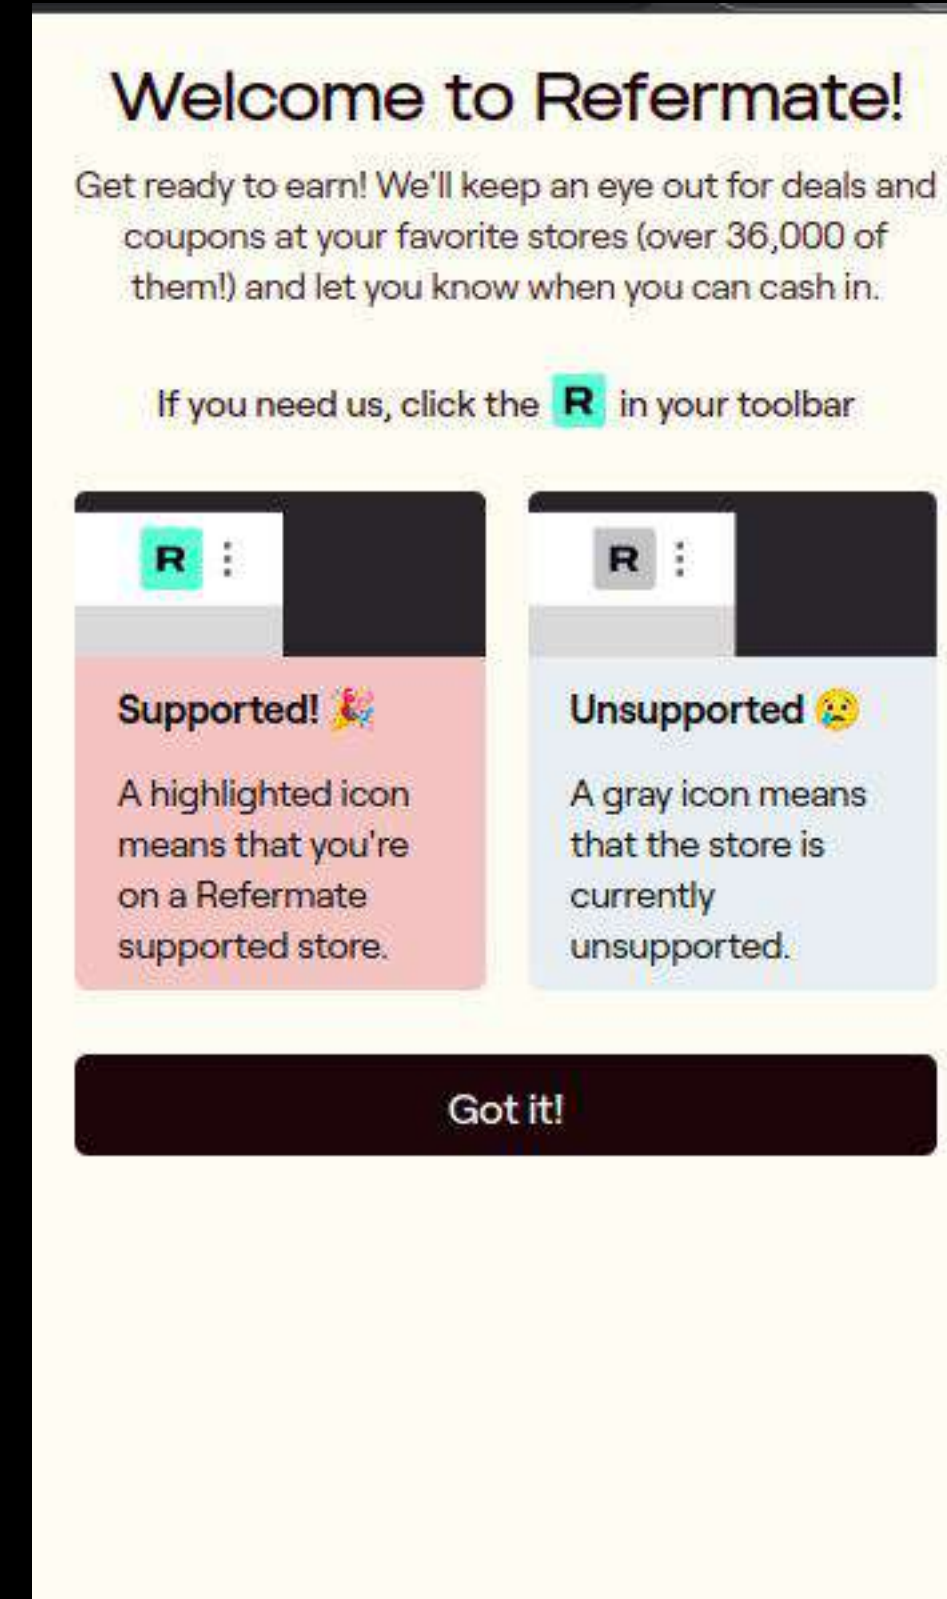 Welcome to Refermate!
Get ready to earn! We'll keep an eye out for deals and
coupons at your favorite stores (over 36,000 of
them!) and let you know when you can cash in.
If you need us, click the R in your toolbar
R
Supported! 🎉
A highlighted icon
means that you're
on a Refermate
supported store.
R
Unsupported 😢
A gray icon means
that the store is
currently
unsupported.
Got it!